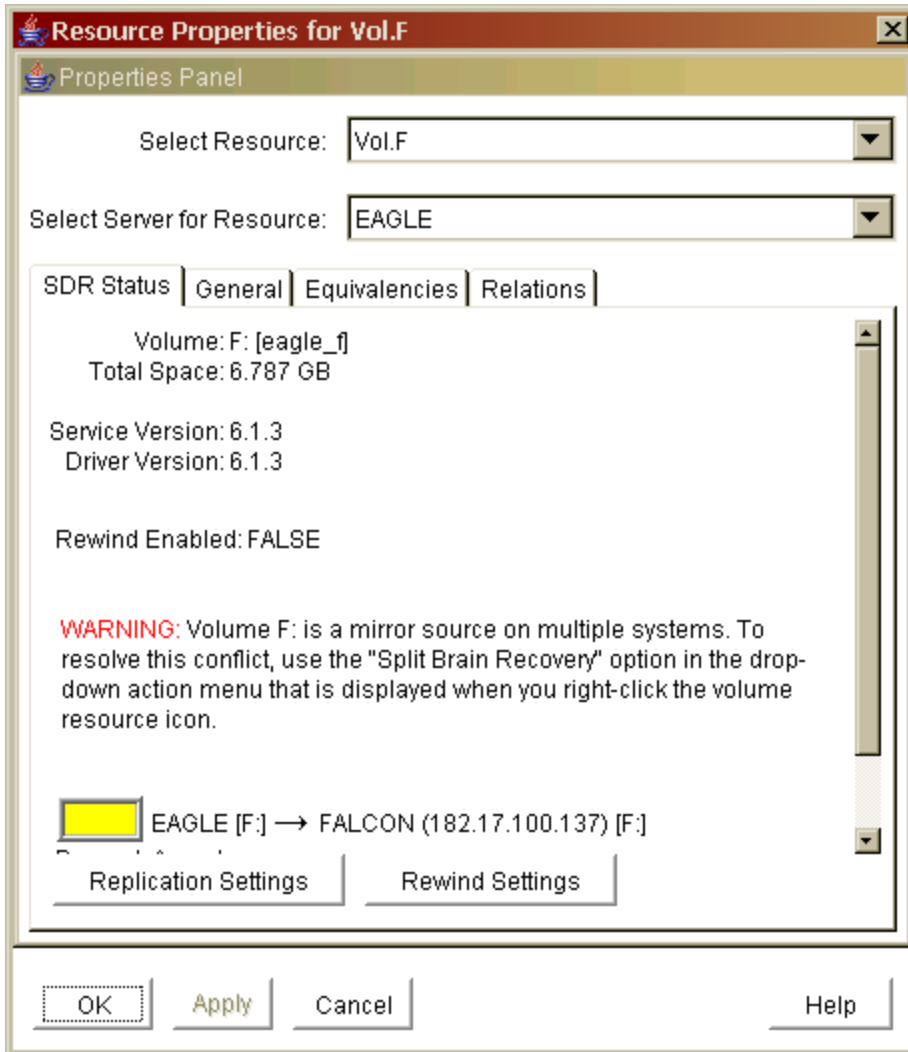 Resource Properties for Vol.F
Properties Panel
Select Resource: Vol.F
Select Server for Resource: EAGLE
SDR Status General Equivalencies Relations
Volume: F: [eagle_f]
Total Space: 6.787 GB
Service Version: 6.1.3
Driver Version: 6.1.3
Rewind Enabled: FALSE
WARNING: Volume F: is a mirror source on multiple systems. To
resolve this conflict, use the "Split Brain Recovery" option in the drop-
down action menu that is displayed when you right-click the volume
resource icon.
EAGLE [F:] → FALCON (182.17.100.137) [F:]
Replication Settings Rewind Settings
OK Apply Cancel Help